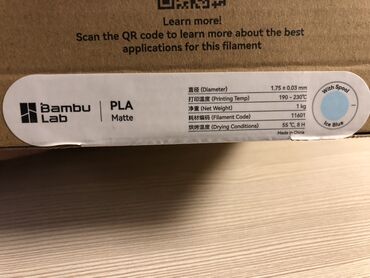 Learn more!
Scan the QR code to learn more about the best
applications for this filament
Bambu
Lab
PLA
Matte
直径 (Diameter) 1.75 ± 0.03 mm
打印温度 (Printing Temp) 190 - 230℃
净重 (Net Weight) 1 kg
耗材编码 (Filament Code) 11601
烘烤温度 (Drying Conditions) 55 ℃, 8 H
Made in China
With Spool
Ice Blue